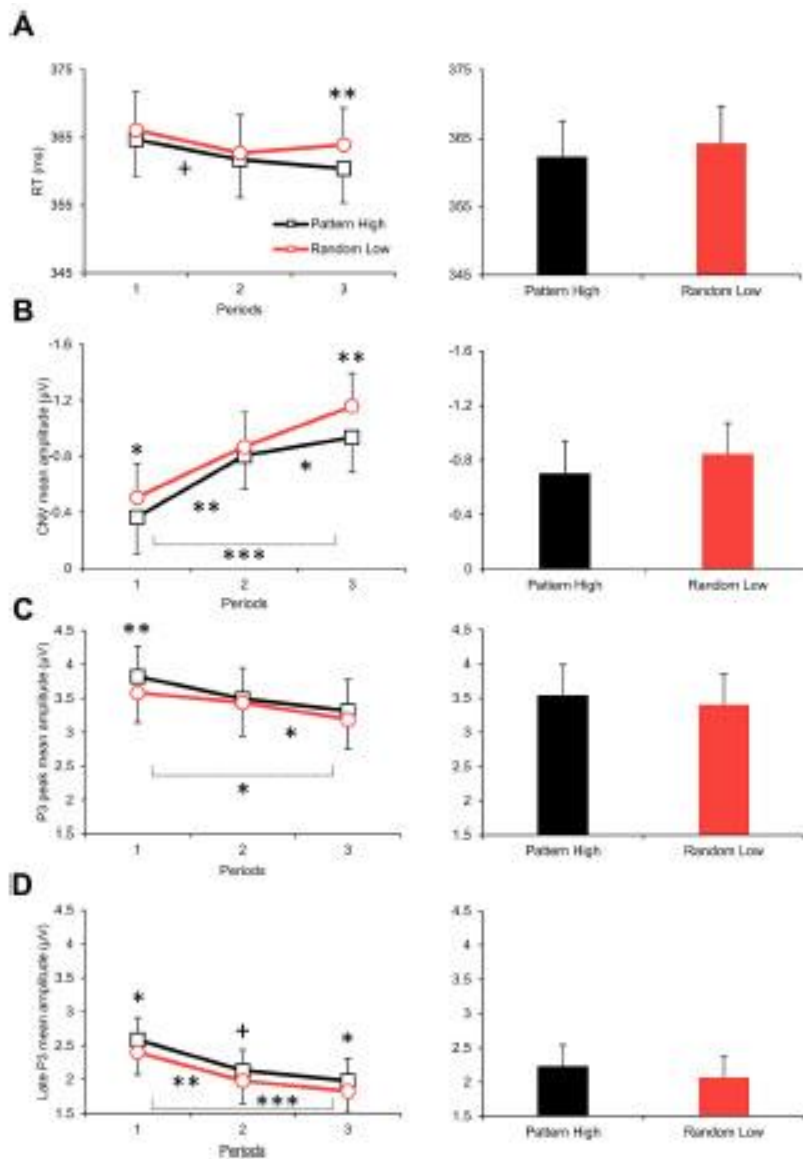 A
RT (ms)
375
365
355
345
**
+
Pattern High
Random Low
1 2 3
Periods
375
365
355
345
Pattern High Random Low
B
CNV mean amplitude (µV)
-1.6
-1.2
-0.8
-0.4
0
**
*
*
**
***
1 2 3
Periods
-1.6
-1.2
-0.8
-0.4
0
Pattern High Random Low
C
P3 peak mean amplitude (µV)
4.5
4
3.5
3
2.5
2
1.5
**
*
*
1 2 3
Periods
4.5
4
3.5
3
2.5
2
1.5
Pattern High Random Low
D
Late P3 mean amplitude (µV)
4.5
4
3.5
3
2.5
2
1.5
*
+
*
**
***
1 2 3
Periods
4.5
4
3.5
3
2.5
2
1.5
Pattern High Random Low